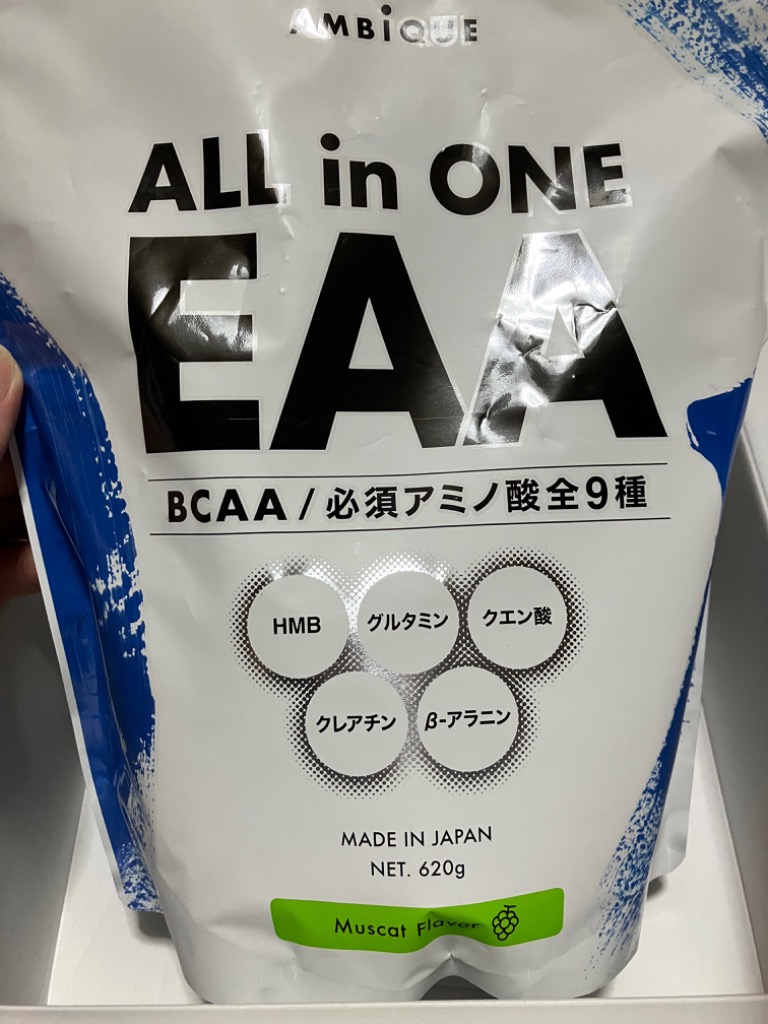 AMBiQUE
ALL in ONE
EAA
BCAA / 必須アミノ酸全9種
HMB
グルタミン
クエン酸
クレアチン
β-アラニン
MADE IN JAPAN
NET. 620g
Muscat Flavor